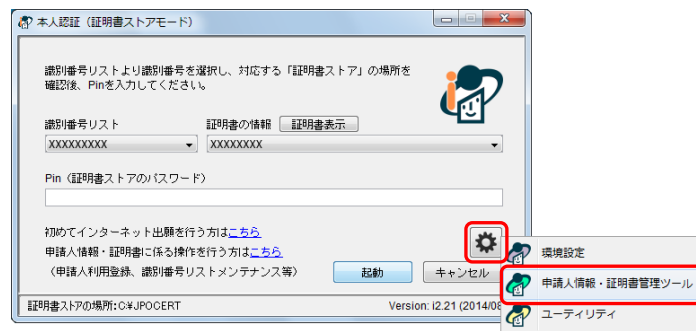 本人認証（証明書ストアモード）
識別番号リストより識別番号を選択し、対応する「証明書ストア」の場所を
確認後、Pinを入力してください。
識別番号リスト
証明書の情報 証明書表示
XXXXXXXXX
XXXXXXXX
Pin（証明書ストアのパスワード）
初めてインターネット出願を行う方はこちら
申請人情報・証明書に係る操作を行う方はこちら
（申請人利用登録、識別番号リストメンテナンス等）
起動
キャンセル
環境設定
申請人情報・証明書管理ツール
ユーティリティ
証明書ストアの場所:C¥JPOCERT
Version: i2.21 (2014/08